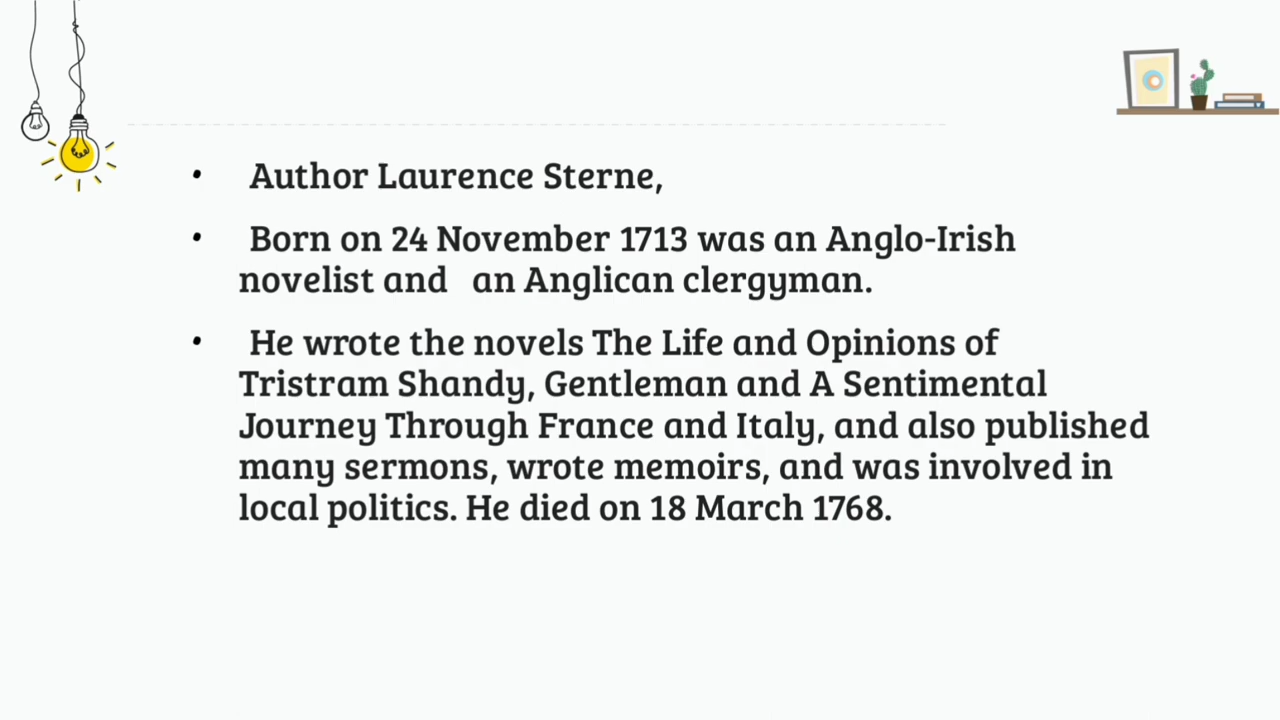 • Author Laurence Sterne,
• Born on 24 November 1713 was an Anglo-Irish
novelist and an Anglican clergyman.
• He wrote the novels The Life and Opinions of
Tristram Shandy, Gentleman and A Sentimental
Journey Through France and Italy, and also published
many sermons, wrote memoirs, and was involved in
local politics. He died on 18 March 1768.